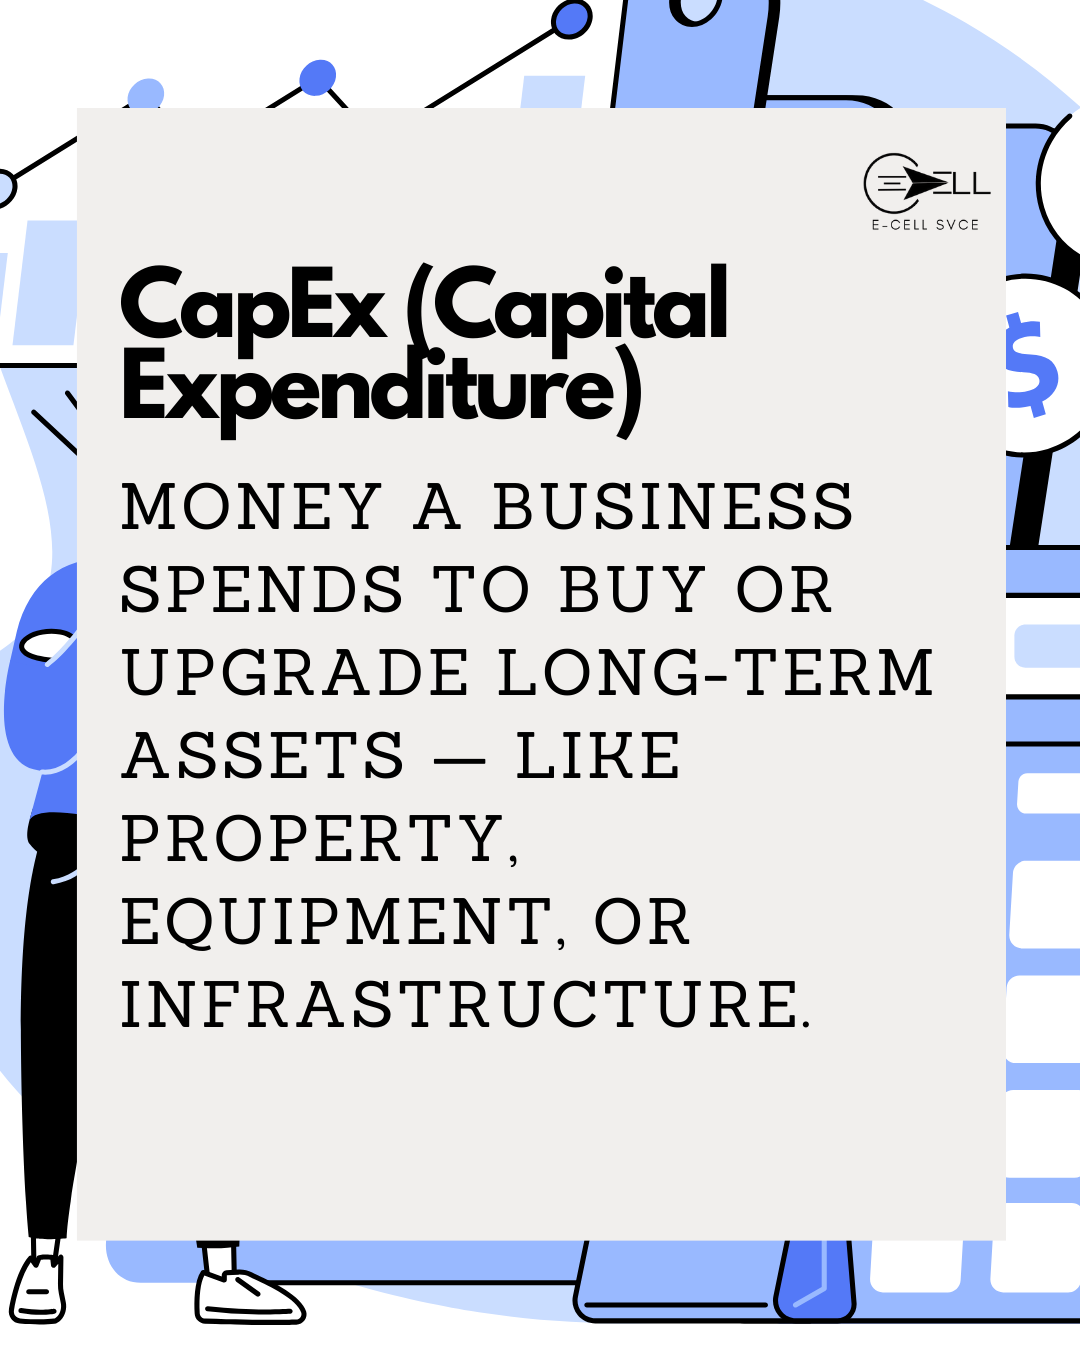 ELL
E-CELL SVCE
CapEx (Capital
Expenditure)
MONEY A BUSINESS
SPENDS TO BUY OR
UPGRADE LONG-TERM
ASSETS — LIKE
PROPERTY,
EQUIPMENT, OR
INFRASTRUCTURE.
$